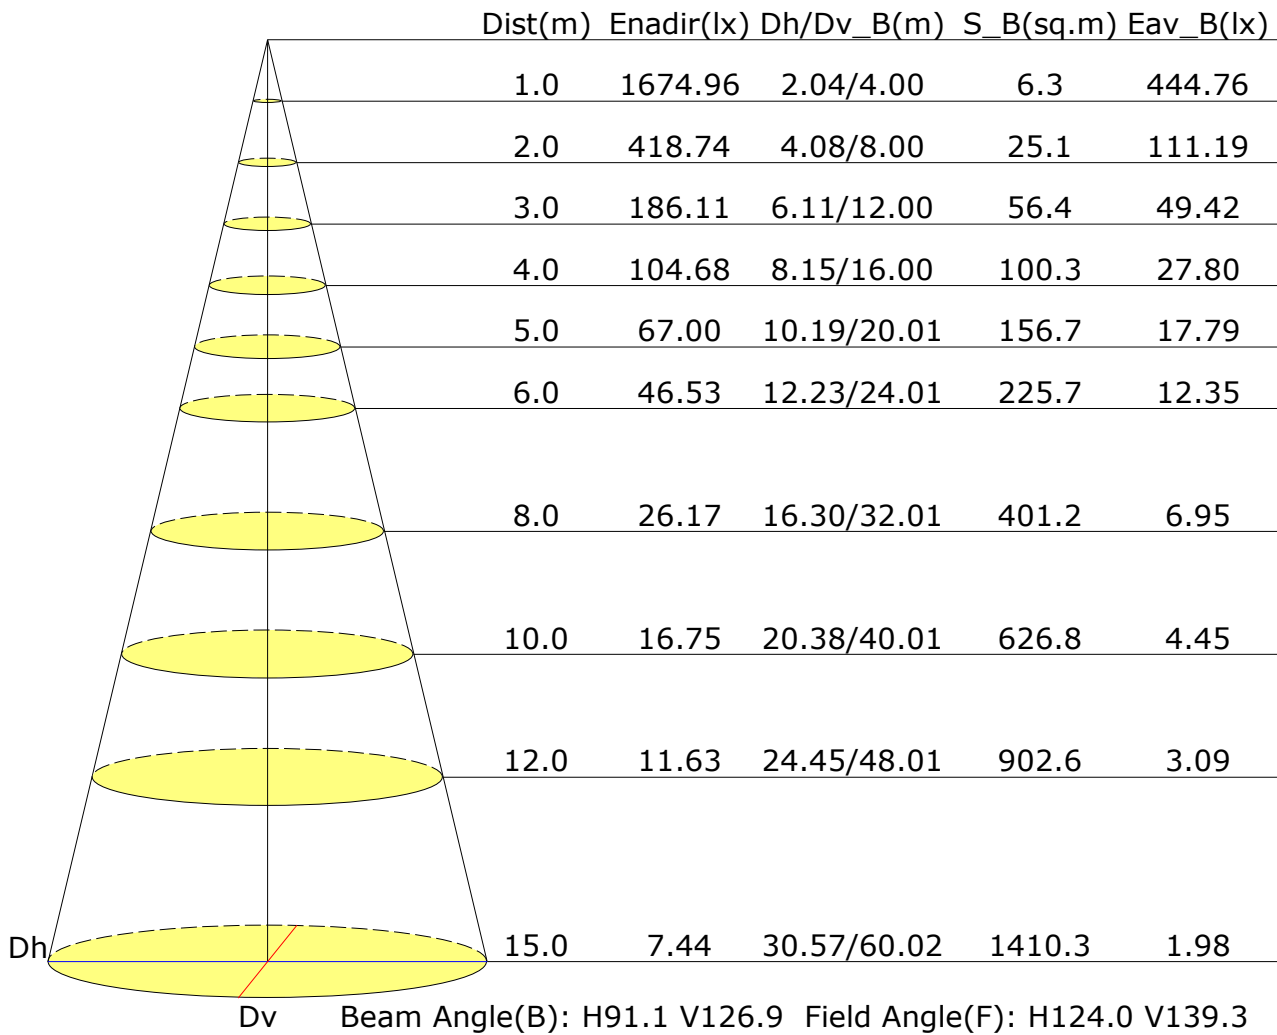 Dist(m) Enadir(lx) Dh/Dv_B(m) S_B(sq.m) Eav_B(lx)
1.0 1674.96 2.04/4.00 6.3 444.76
2.0 418.74 4.08/8.00 25.1 111.19
3.0 186.11 6.11/12.00 56.4 49.42
4.0 104.68 8.15/16.00 100.3 27.80
5.0 67.00 10.19/20.01 156.7 17.79
6.0 46.53 12.23/24.01 225.7 12.35
8.0 26.17 16.30/32.01 401.2 6.95
10.0 16.75 20.38/40.01 626.8 4.45
12.0 11.63 24.45/48.01 902.6 3.09
Dh 15.0 7.44 30.57/60.02 1410.3 1.98
Dv Beam Angle(B): H91.1 V126.9 Field Angle(F): H124.0 V139.3